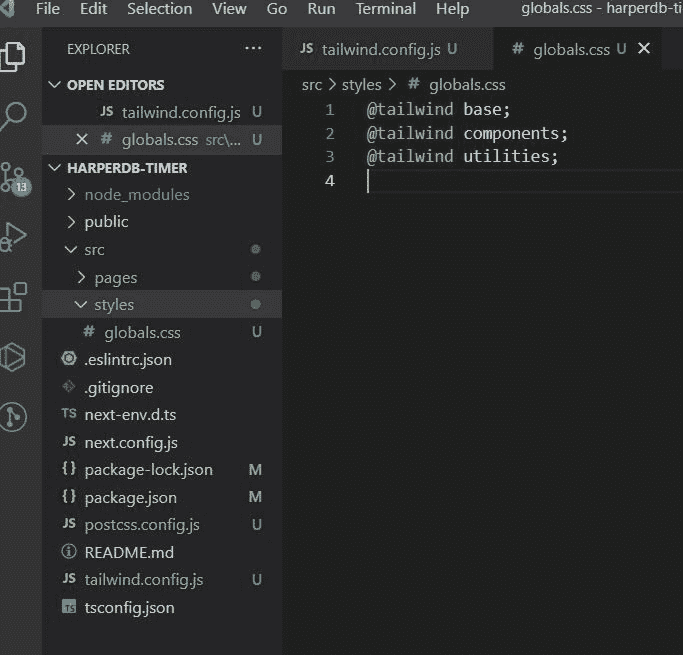 File Edit Selection View Go Run Terminal Help globals.css - harperdb-ti
EXPLORER ...
JS tailwind.config.js U # globals.css U
OPEN EDITORS
src > styles > # globals.css
JS tailwind.config.js U
# globals.css src\... U
HARPERDB-TIMER
node_modules
public
src
pages
styles
# globals.css U
.eslintrc.json
.gitignore
TS next-env.d.ts
JS next.config.js
{} package-lock.json M
{} package.json M
JS postcss.config.js U
README.md
JS tailwind.config.js U
TS tsconfig.json
13
1 @tailwind base;
2 @tailwind components;
3 @tailwind utilities;
4